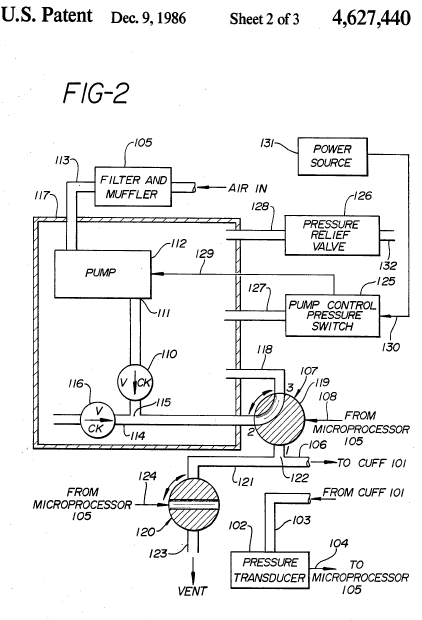 U.S. Patent Dec. 9, 1986 Sheet 2 of 3 4,627,440
FIG-2
131
POWER
SOURCE
105
113
FILTER AND
MUFFLER
AIR IN
117
128
126
PRESSURE
RELIEF
VALVE
132
112
PUMP
129
111
127
125
PUMP CONTROL
PRESSURE
SWITCH
130
110
V CK
118
107
3
119
108
116
V
CK
115
114
2
FROM
MICROPROCESSOR
105
1
106
TO CUFF 101
122
121
124
FROM
MICROPROCESSOR
105
120
123
VENT
FROM CUFF 101
102
103
PRESSURE
TRANSDUCER
104
TO
MICROPROCESSOR
105